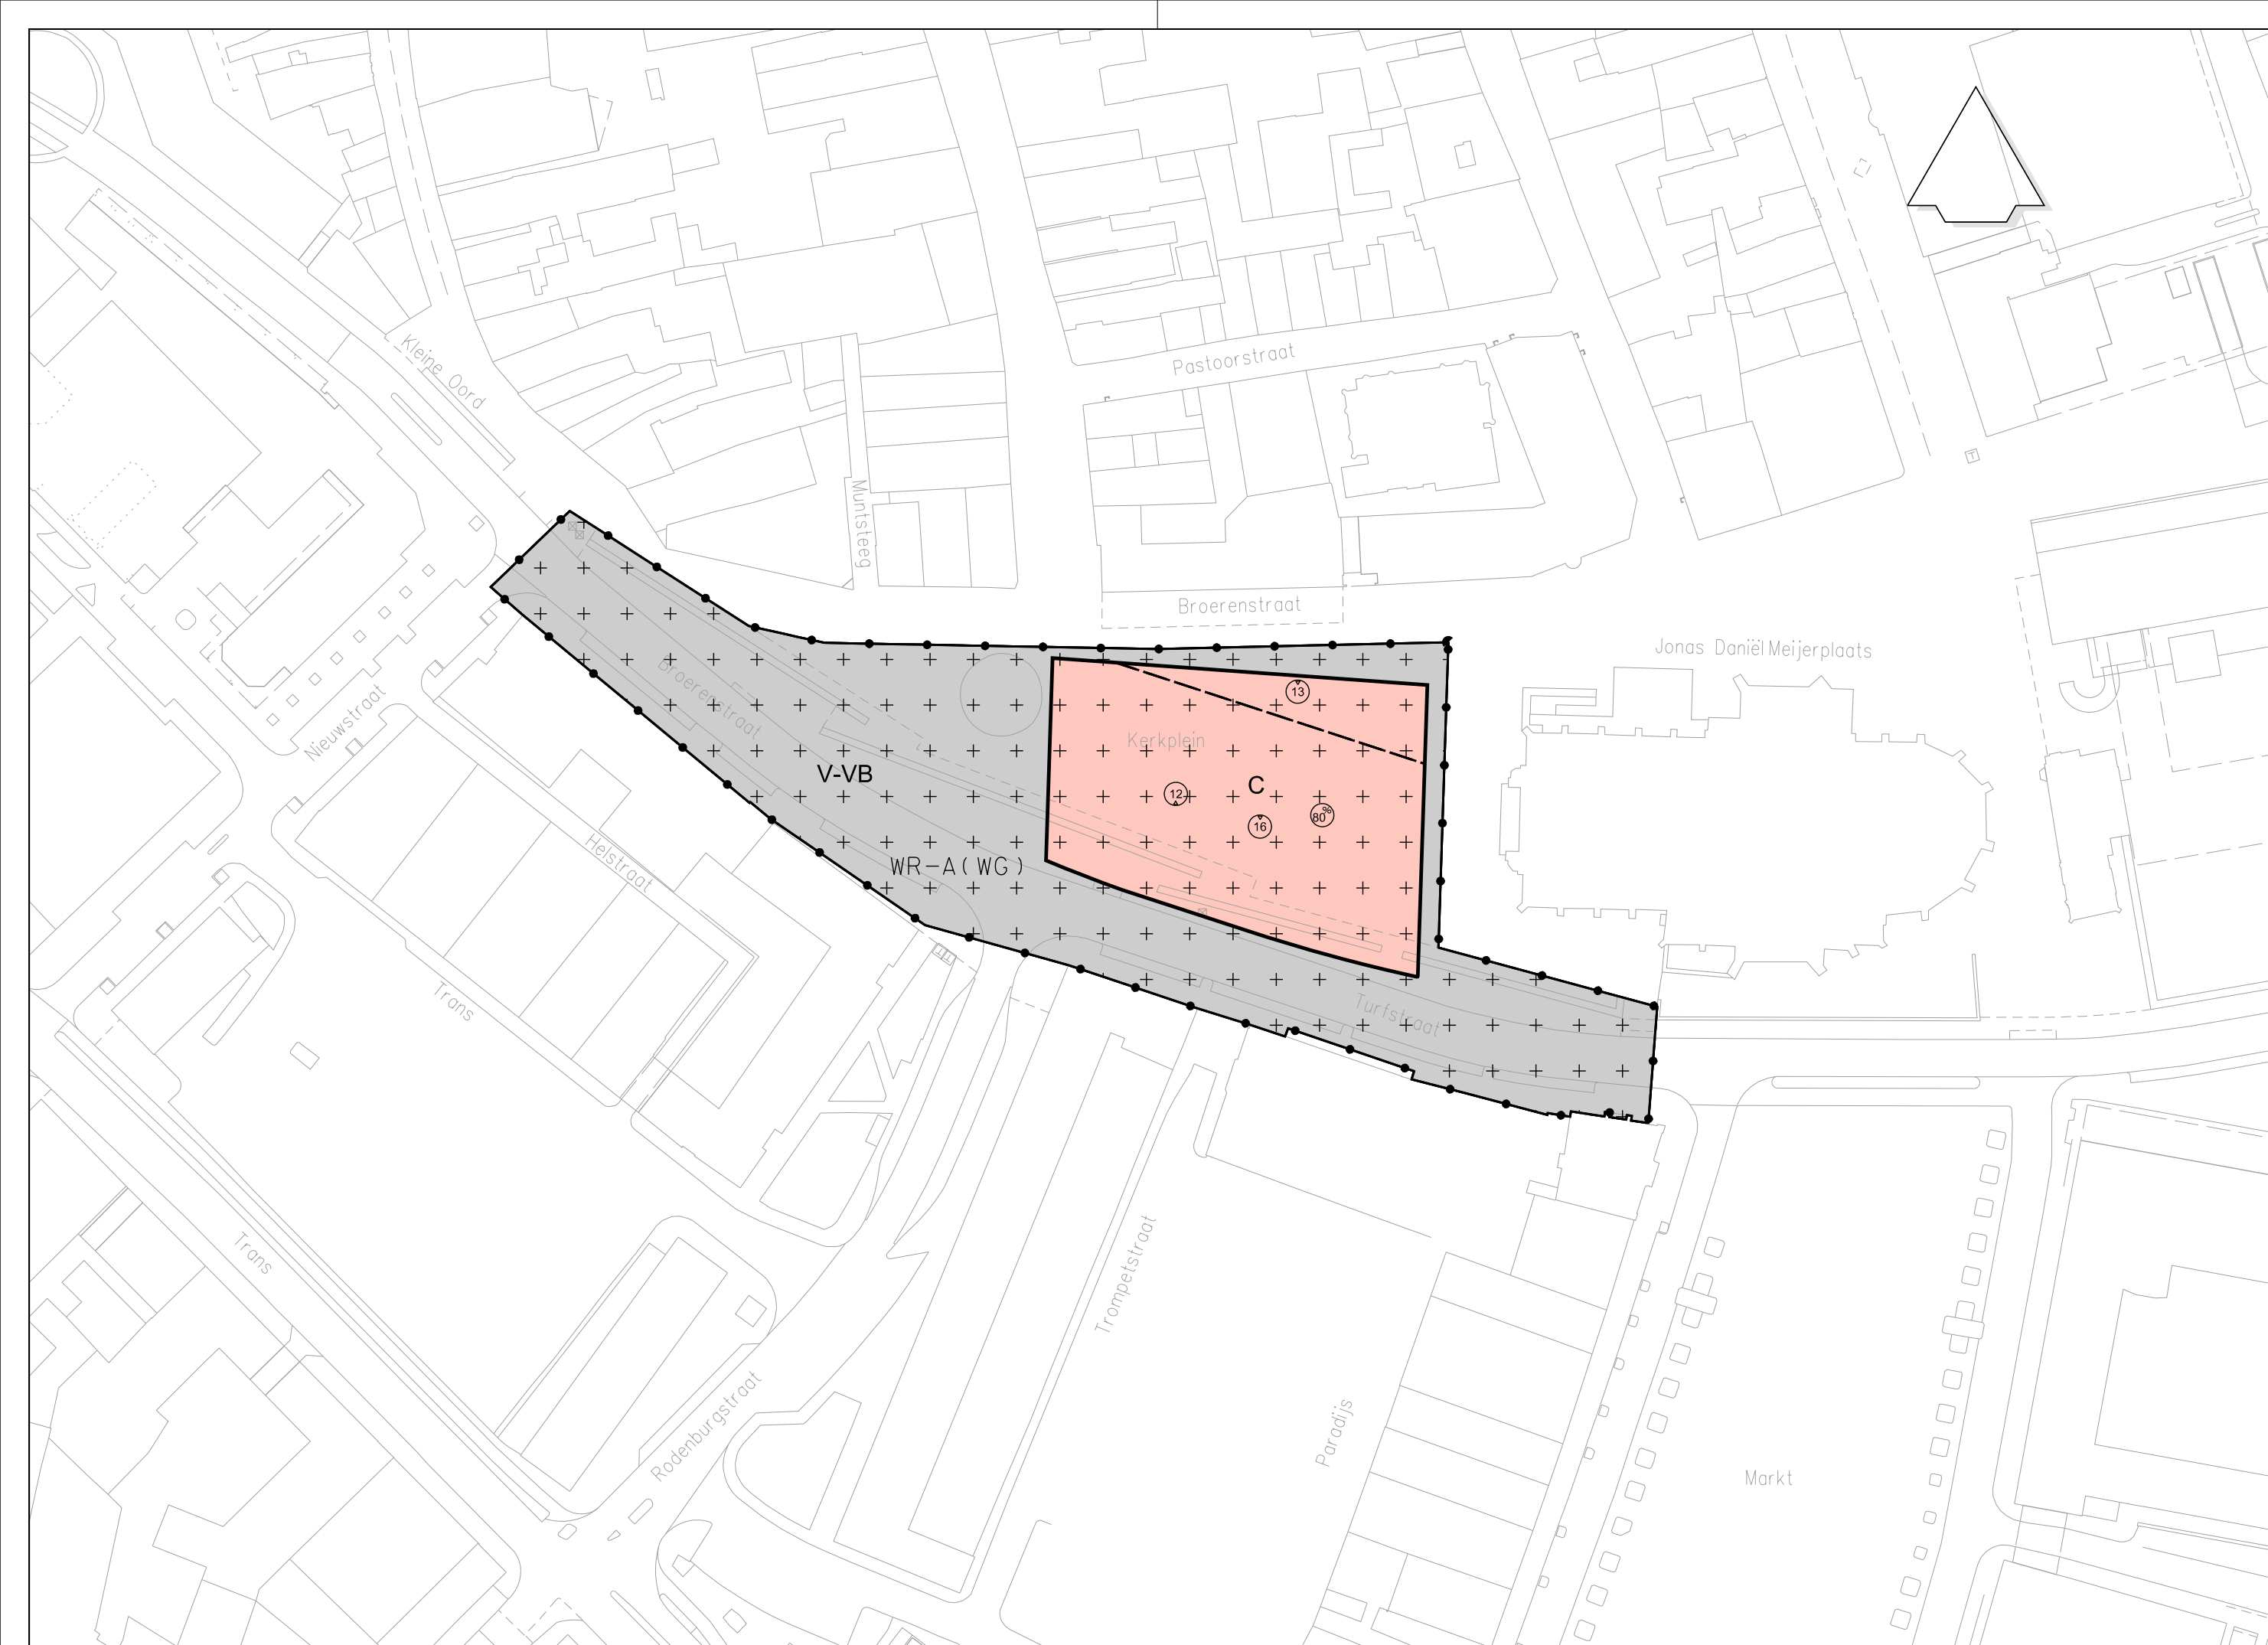 Kleine Oord
Pastoorstraat
Muntsteeg
Broerenstraat
Jonas Daniël Meijerplaats
T
Broerenstraat
13
Nieuwstraat
Kerkplein
V-VB
C
12
16
80%
Helstraat
WR-A(WG)
Trans
Turfstraat
Trans
Trompetstraat
Rodenburgstraat
Paradijs
Markt